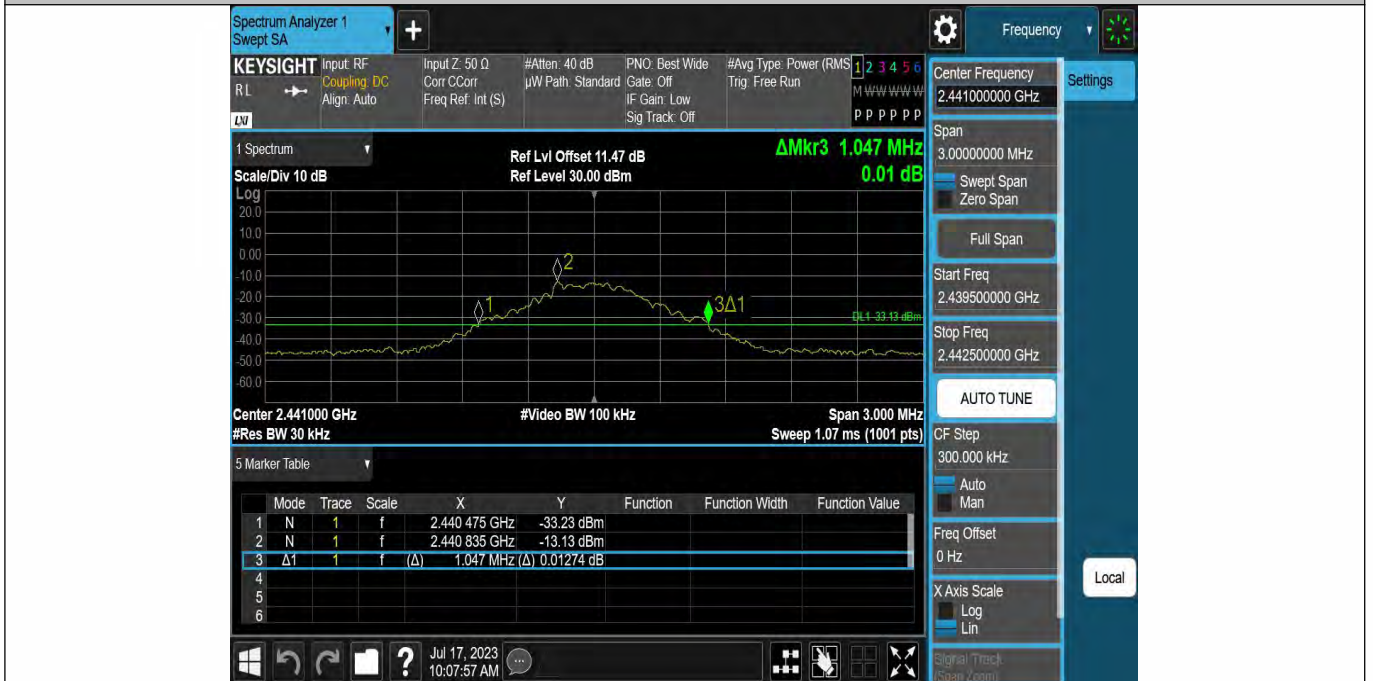 Spectrum Analyzer 1
Swept SA
+
Frequency
KEYSIGHT
RL
LXI
Input: RF
Coupling: DC
Align: Auto
Input Z: 50 Ω
Corr CCorr
Freq Ref: Int (S)
#Atten: 40 dB
µW Path: Standard
PNO: Best Wide
Gate: Off
IF Gain: Low
Sig Track: Off
#Avg Type: Power (RMS
Trig: Free Run
1 2 3 4 5 6
M W W W W W
P P P P P P
1 Spectrum
Scale/Div 10 dB
Ref Lvl Offset 11.47 dB
Ref Level 30.00 dBm
ΔMkr3 1.047 MHz
0.01 dB
Log
20.0
10.0
0.00
-10.0
-20.0
-30.0
-40.0
-50.0
-60.0
1
2
3Δ1
DL1 -33.13 dBm
Center 2.441000 GHz
#Res BW 30 kHz
#Video BW 100 kHz
Span 3.000 MHz
Sweep 1.07 ms (1001 pts)
5 Marker Table
Mode Trace Scale X Y Function Function Width Function Value
1 N 1 f 2.440 475 GHz -33.23 dBm
2 N 1 f 2.440 835 GHz -13.13 dBm
3 Δ1 1 f (Δ) 1.047 MHz (Δ) 0.01274 dB
4
5
6
?
Jul 17, 2023
10:07:57 AM
Center Frequency
2.441000000 GHz
Span
3.00000000 MHz
Swept Span
Zero Span
Full Span
Start Freq
2.439500000 GHz
Stop Freq
2.442500000 GHz
AUTO TUNE
CF Step
300.000 kHz
Auto
Man
Freq Offset
0 Hz
X Axis Scale
Log
Lin
Signal Track
(Span Zoom)
Settings
Local